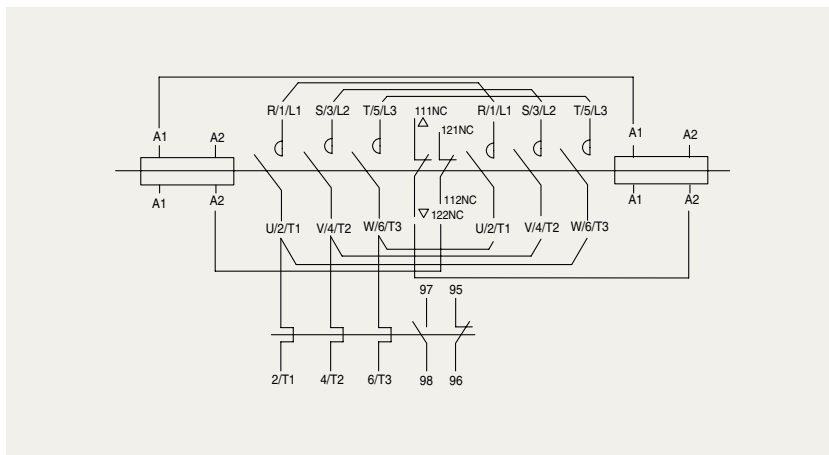 R/1/L1 S/3/L2 T/5/L3 111NC R/1/L1 S/3/L2 T/5/L3
A1 A2 121NC A1 A2
A1 A2 112NC A1 A2
122NC
U/2/T1 V/4/T2 W/6/T3 U/2/T1 V/4/T2 W/6/T3
97 95
2/T1 4/T2 6/T3 98 96